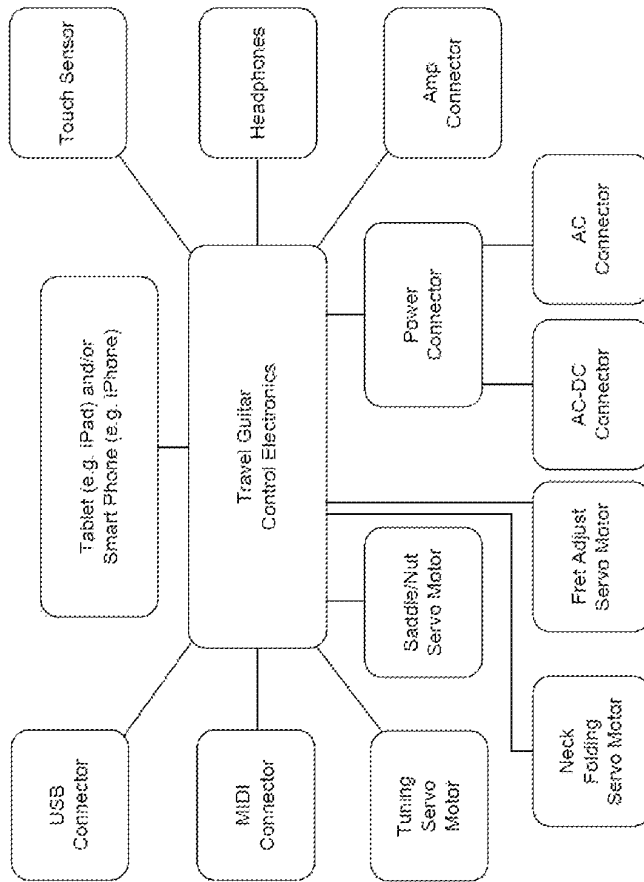 USB
Connector
Tablet (e.g. iPad) and/or
Smart Phone (e.g. iPhone)
Touch Sensor
MIDI
Connector
Travel Guitar
Control Electronics
Headphones
Tuning
Servo
Motor
Saddle/Nut
Servo Motor
Power
Connector
Amp
Connector
Neck
Folding
Servo Motor
Fret Adjust
Servo Motor
AC-DC
Connector
AC
Connector